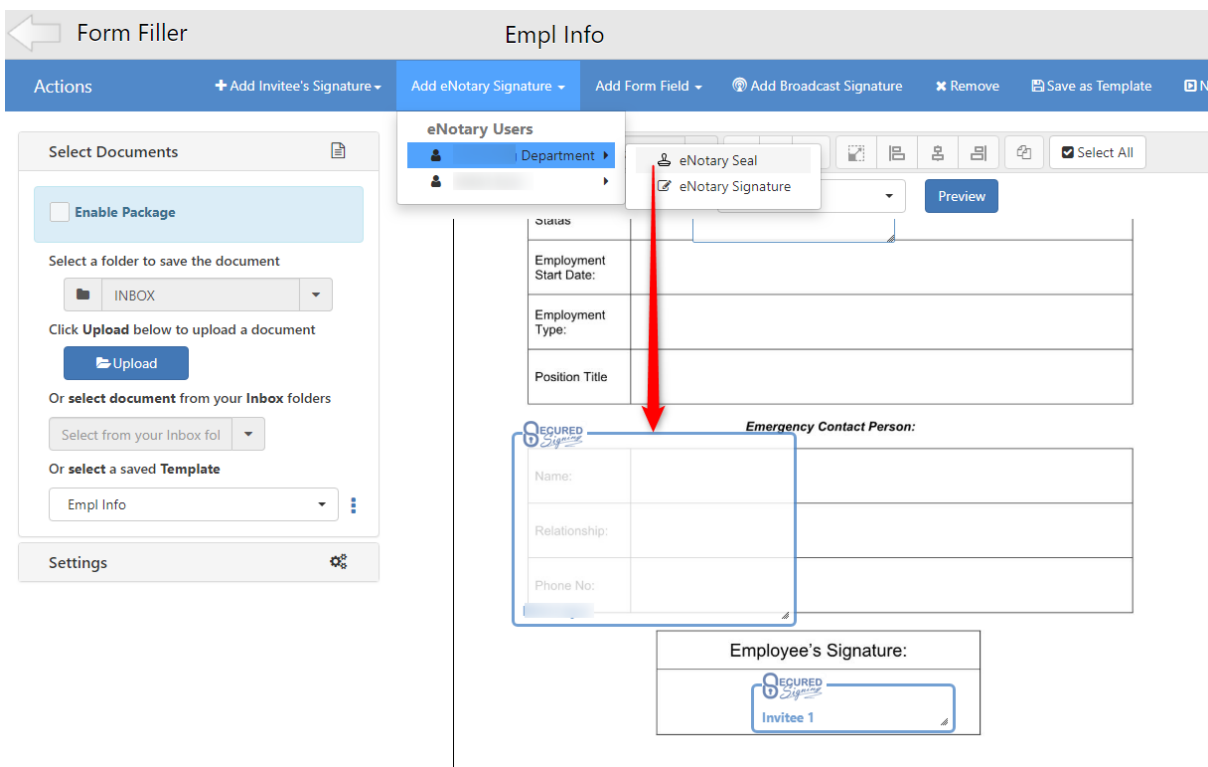 Form Filler
Empl Info
Actions
Add Invitee's Signature
Add eNotary Signature
Add Form Field
Add Broadcast Signature
Remove
Save as Template
N
eNotary Users
Department
eNotary Seal
eNotary Signature
Select All
Preview
Select Documents
Enable Package
Select a folder to save the document
INBOX
Click Upload below to upload a document
Upload
Or select document from your Inbox folders
Select from your Inbox fol
Or select a saved Template
Empl Info
Settings
Status
Employment
Start Date:
Employment
Type:
Position Title
SECURED
Signing
Emergency Contact Person:
Name:
Relationship:
Phone No:
Employee's Signature:
SECURED
Signing
Invitee 1